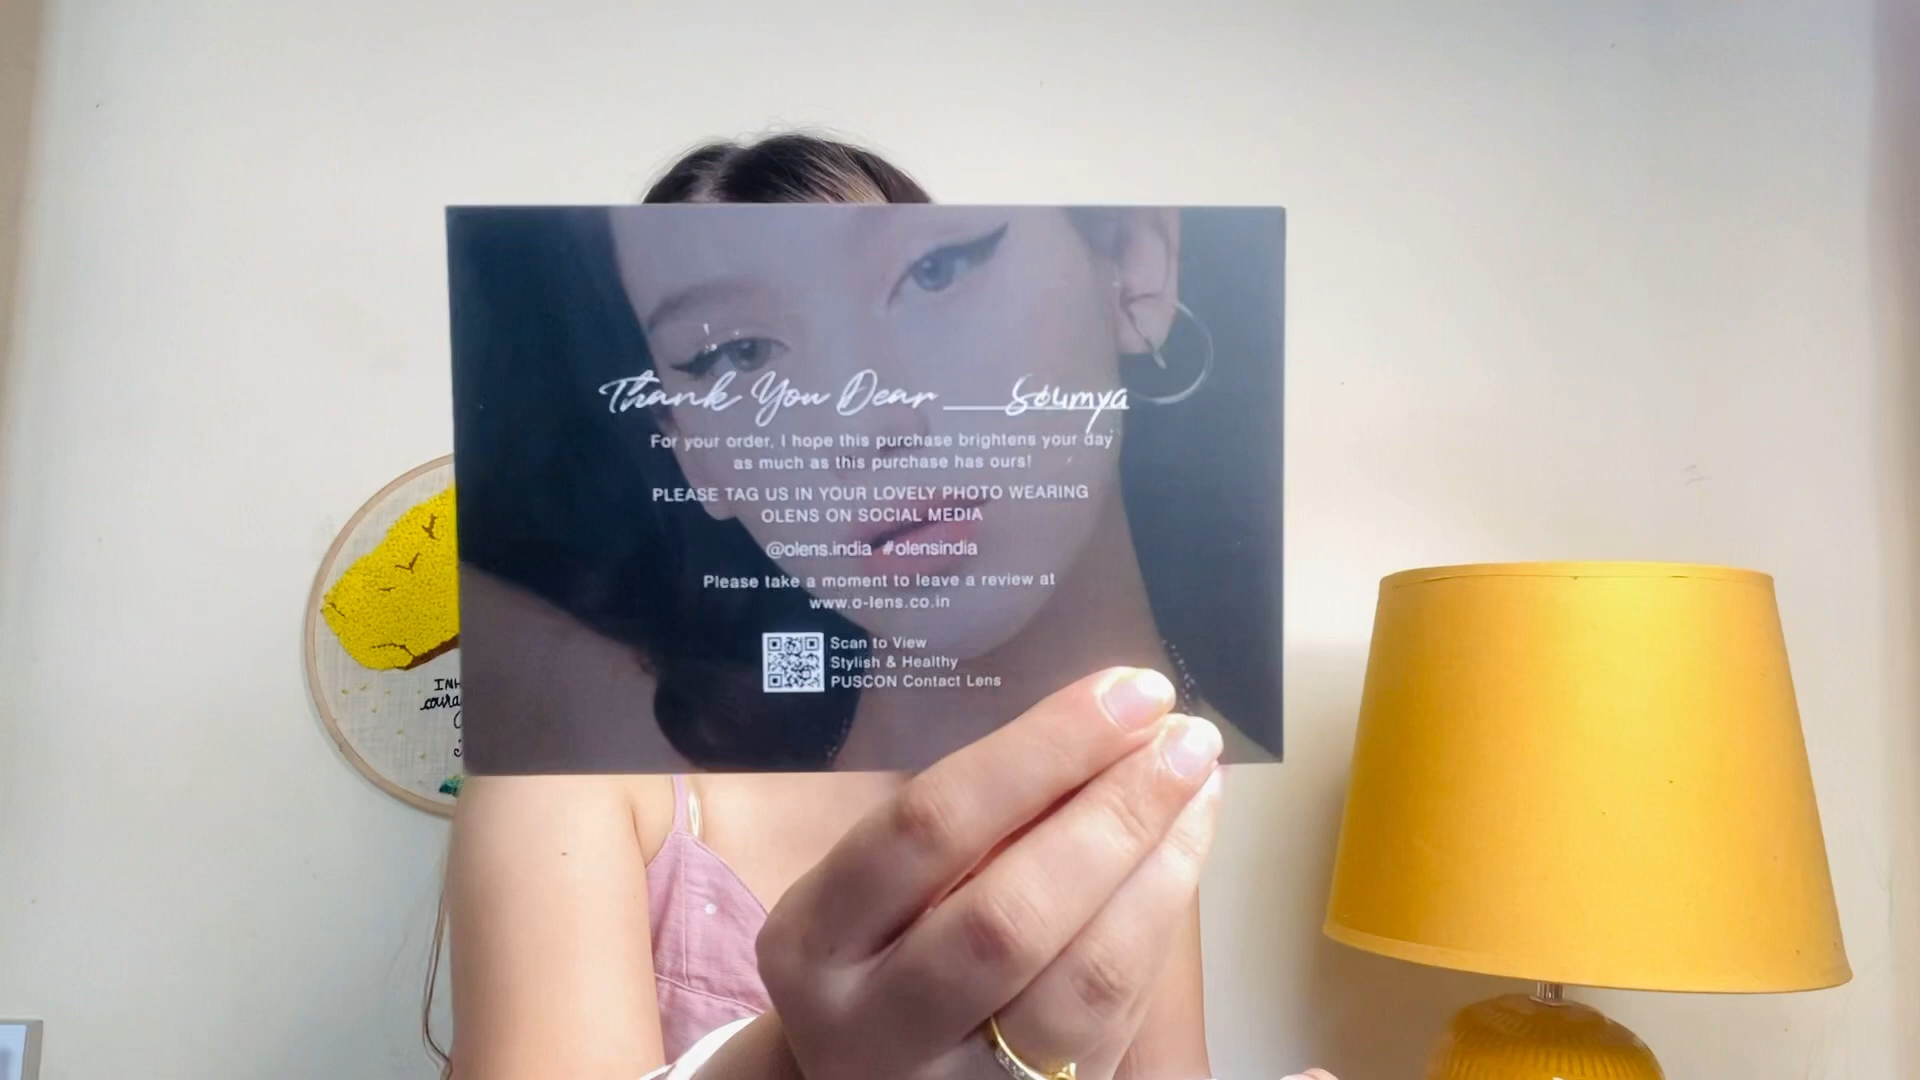 Thank You Dear Soumya
For your order, I hope this purchase brightens your day
as much as this purchase has ours!
PLEASE TAG US IN YOUR LOVELY PHOTO WEARING
OLENS ON SOCIAL MEDIA
@olens.india #olensindia
Please take a moment to leave a review at
www.o-lens.co.in
Scan to View
Stylish & Healthy
PUSCON Contact Lens